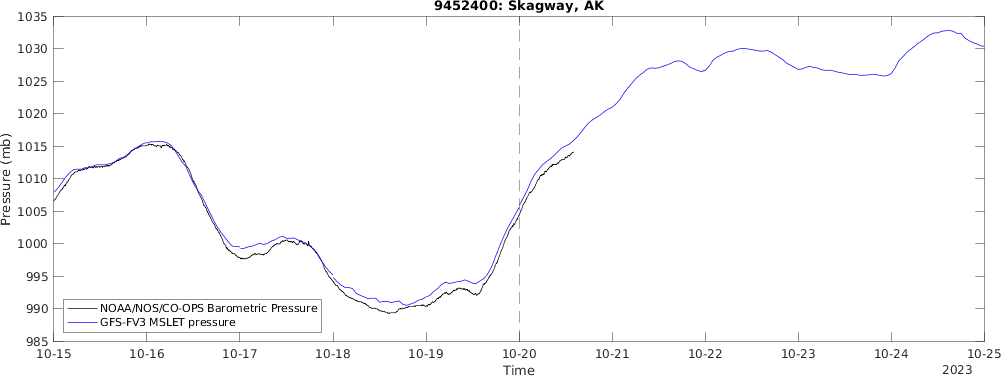 9452400: Skagway, AK
1035
1030
1025
1020
1015
1010
1005
1000
995
990
985
Pressure (mb)
NOAA/NOS/CO-OPS Barometric Pressure
GFS-FV3 MSLET pressure
10-15 10-16 10-17 10-18 10-19 10-20 10-21 10-22 10-23 10-24 10-25
Time
2023